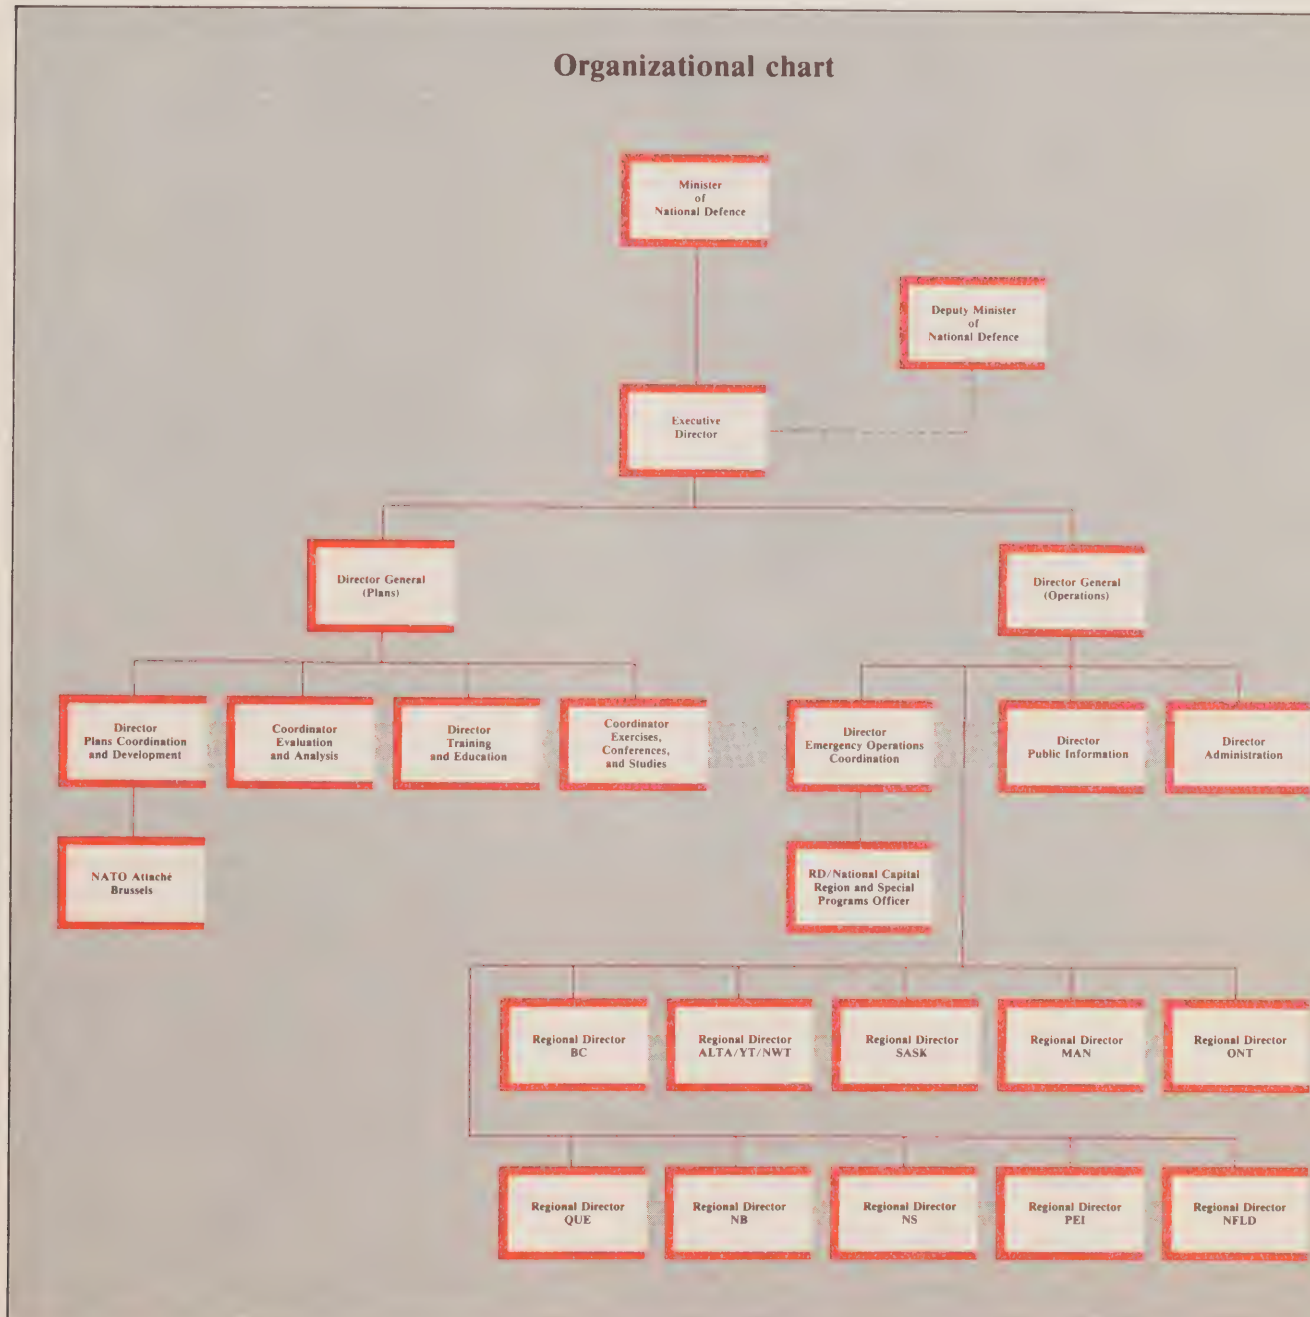 Organizational chart
Minister
of
National Defence
Deputy Minister
of
National Defence
Executive
Director
Director General
(Plans)
Director General
(Operations)
Director
Plans Coordination
and Development
Coordinator
Evaluation
and Analysis
Director
Training
and Education
Coordinator
Exercises,
Conferences,
and Studies
Director
Emergency Operations
Coordination
Director
Public Information
Director
Administration
NATO Attaché
Brussels
RD/National Capital
Region and Special
Programs Officer
Regional Director
BC
Regional Director
ALTA/YT/NWT
Regional Director
SASK
Regional Director
MAN
Regional Director
ONT
Regional Director
QUE
Regional Director
NB
Regional Director
NS
Regional Director
PEI
Regional Director
NFLD